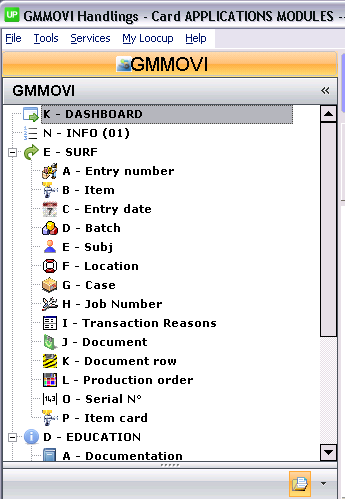 UP GMMOVI Handlings - Card APPLICATIONS MODULES --
File Tools Services My Loocup Help
GMMOVI
GMMOVI «
K - DASHBOARD
N - INFO (01)
E - SURF
A - Entry number
B - Item
7 C - Entry date
D - Batch
E - Subj
F - Location
G - Case
H - Job Number
I - Transaction Reasons
J - Document
K - Document row
L - Production order
O - Serial N°
P - Item card
D - EDUCATION
A - Documentation